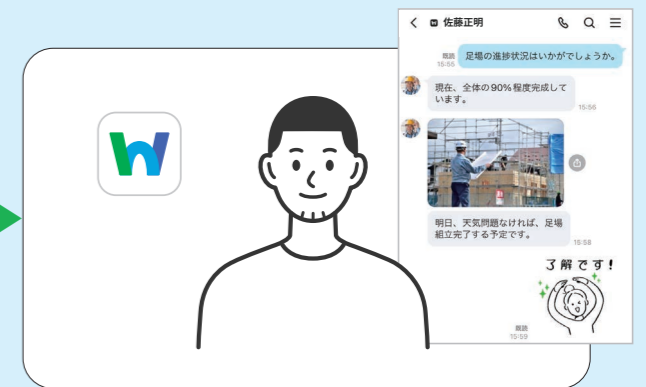 佐藤正明
足場の進捗状況はいかがでしょうか。
既読
15:55
現在、全体の90%程度完成して
います。
15:56
明日、天気問題なければ、足場
組立完了する予定です。
15:58
了解です!
既読
15:59